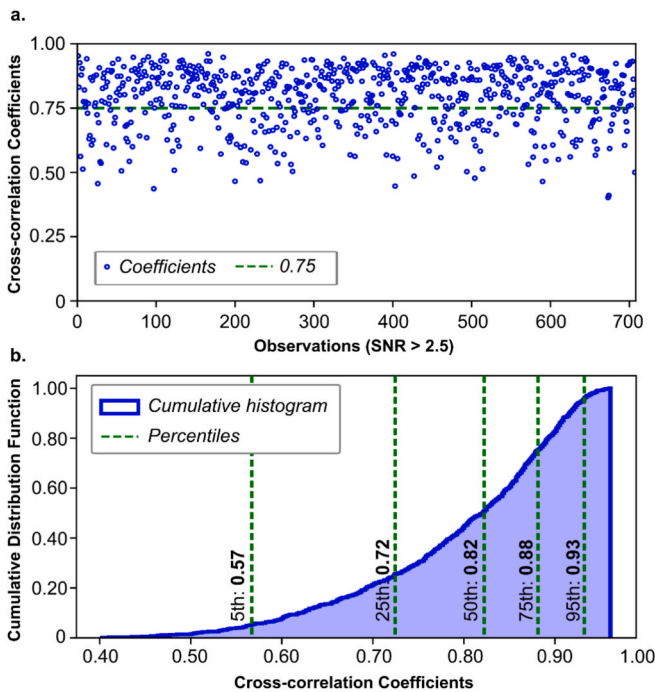 a.
Cross-correlation Coefficients
1.00
0.75
0.50
0.25
0
Coefficients 0.75
0 100 200 300 400 500 600 700
Observations (SNR > 2.5)
b.
Cumulative Distribution Function
1.00
0.80
0.60
0.40
0.20
0
Cumulative histogram
Percentiles
5th: 0.57
25th: 0.72
50th: 0.82
75th: 0.88
95th: 0.93
0.40 0.50 0.60 0.70 0.80 0.90 1.00
Cross-correlation Coefficients